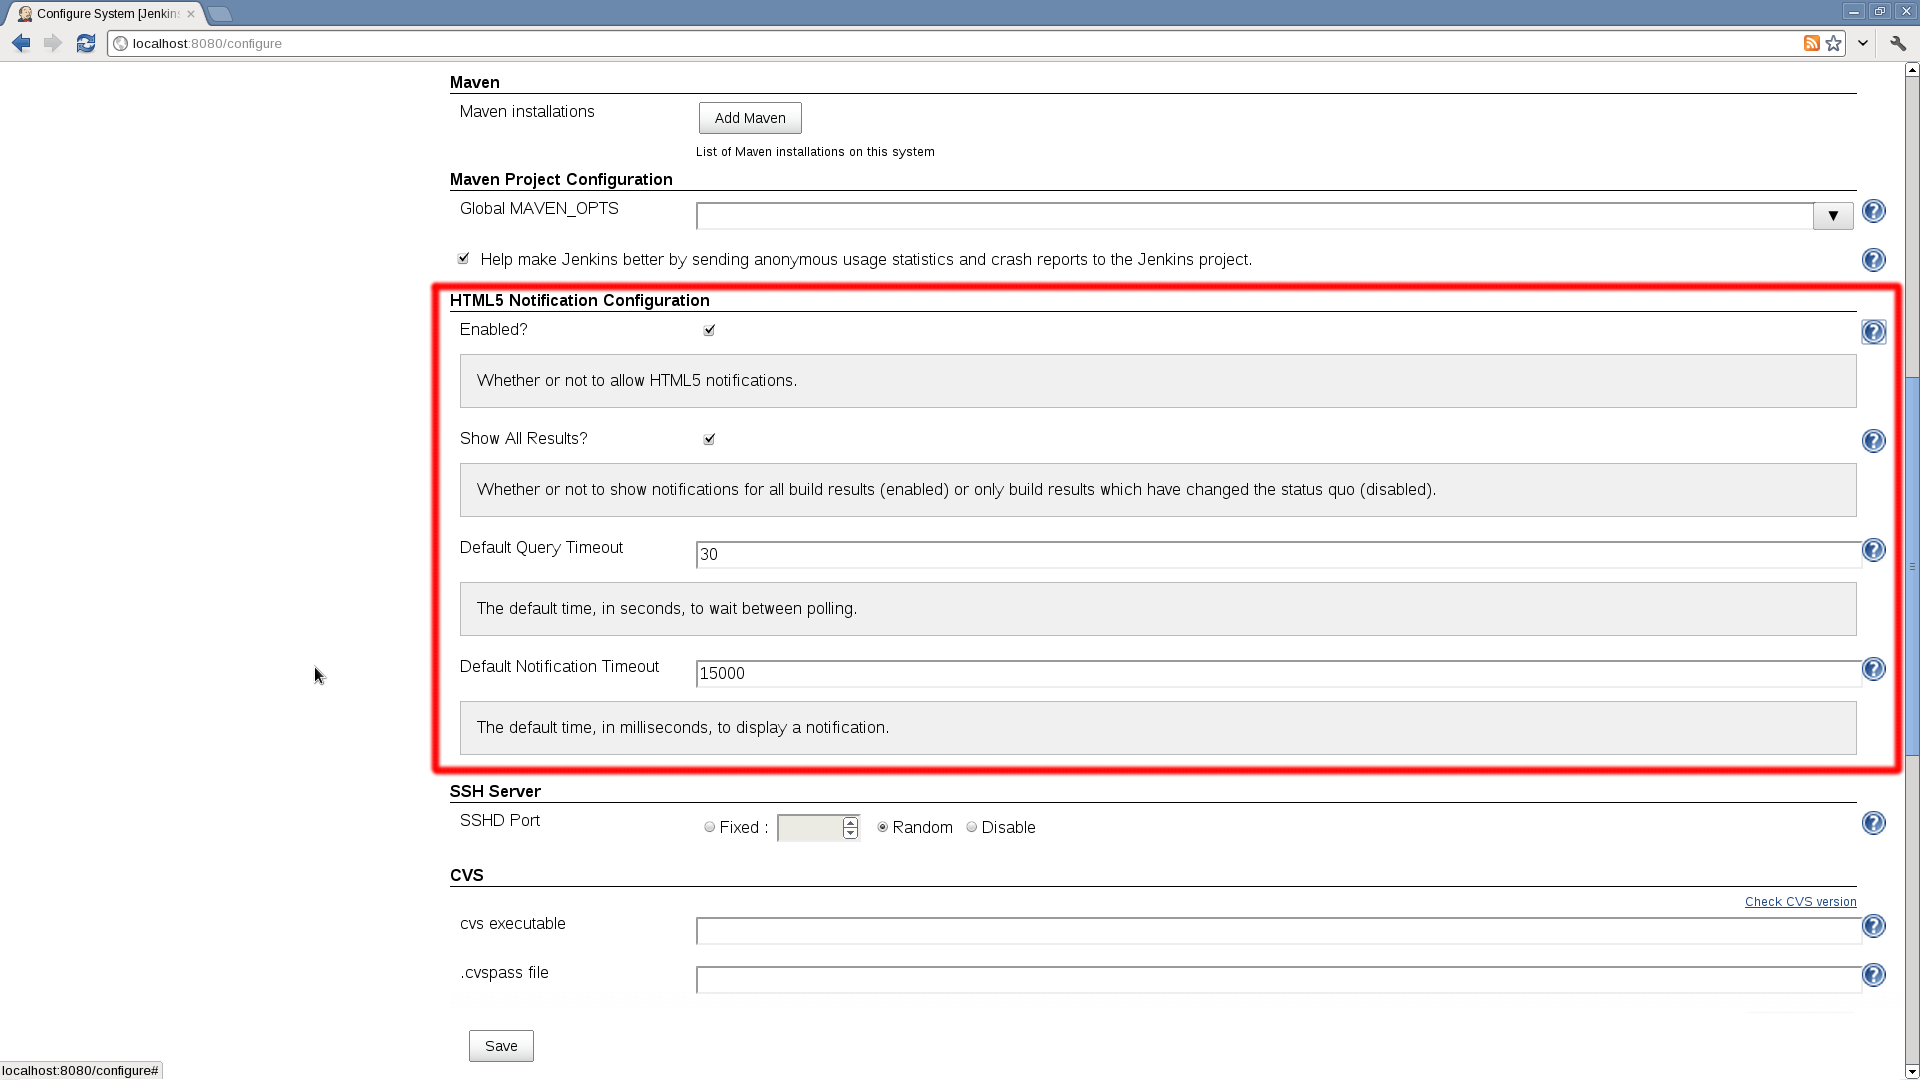 Configure System [Jenkin
localhost:8080/configure
Maven
Maven installations
Add Maven
List of Maven installations on this system
Maven Project Configuration
Global MAVEN_OPTS
Help make Jenkins better by sending anonymous usage statistics and crash reports to the Jenkins project.
HTML5 Notification Configuration
Enabled?
Whether or not to allow HTML5 notifications.
Show All Results?
Whether or not to show notifications for all build results (enabled) or only build results which have changed the status quo (disabled).
Default Query Timeout
30
The default time, in seconds, to wait between polling.
Default Notification Timeout
15000
The default time, in milliseconds, to display a notification.
SSH Server
SSHD Port
Fixed : Random Disable
CVS
Check CVS version
cvs executable
.cvspass file
Save
localhost:8080/configure#